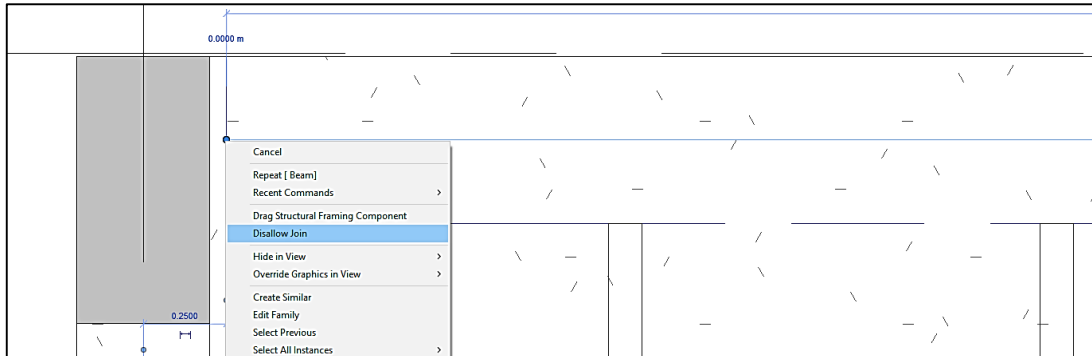 0.0000 m
Cancel
Repeat [ Beam]
Recent Commands
Drag Structural Framing Component
Disallow Join
Hide in View
Override Graphics in View
Create Similar
Edit Family
Select Previous
Select All Instances
0.2500